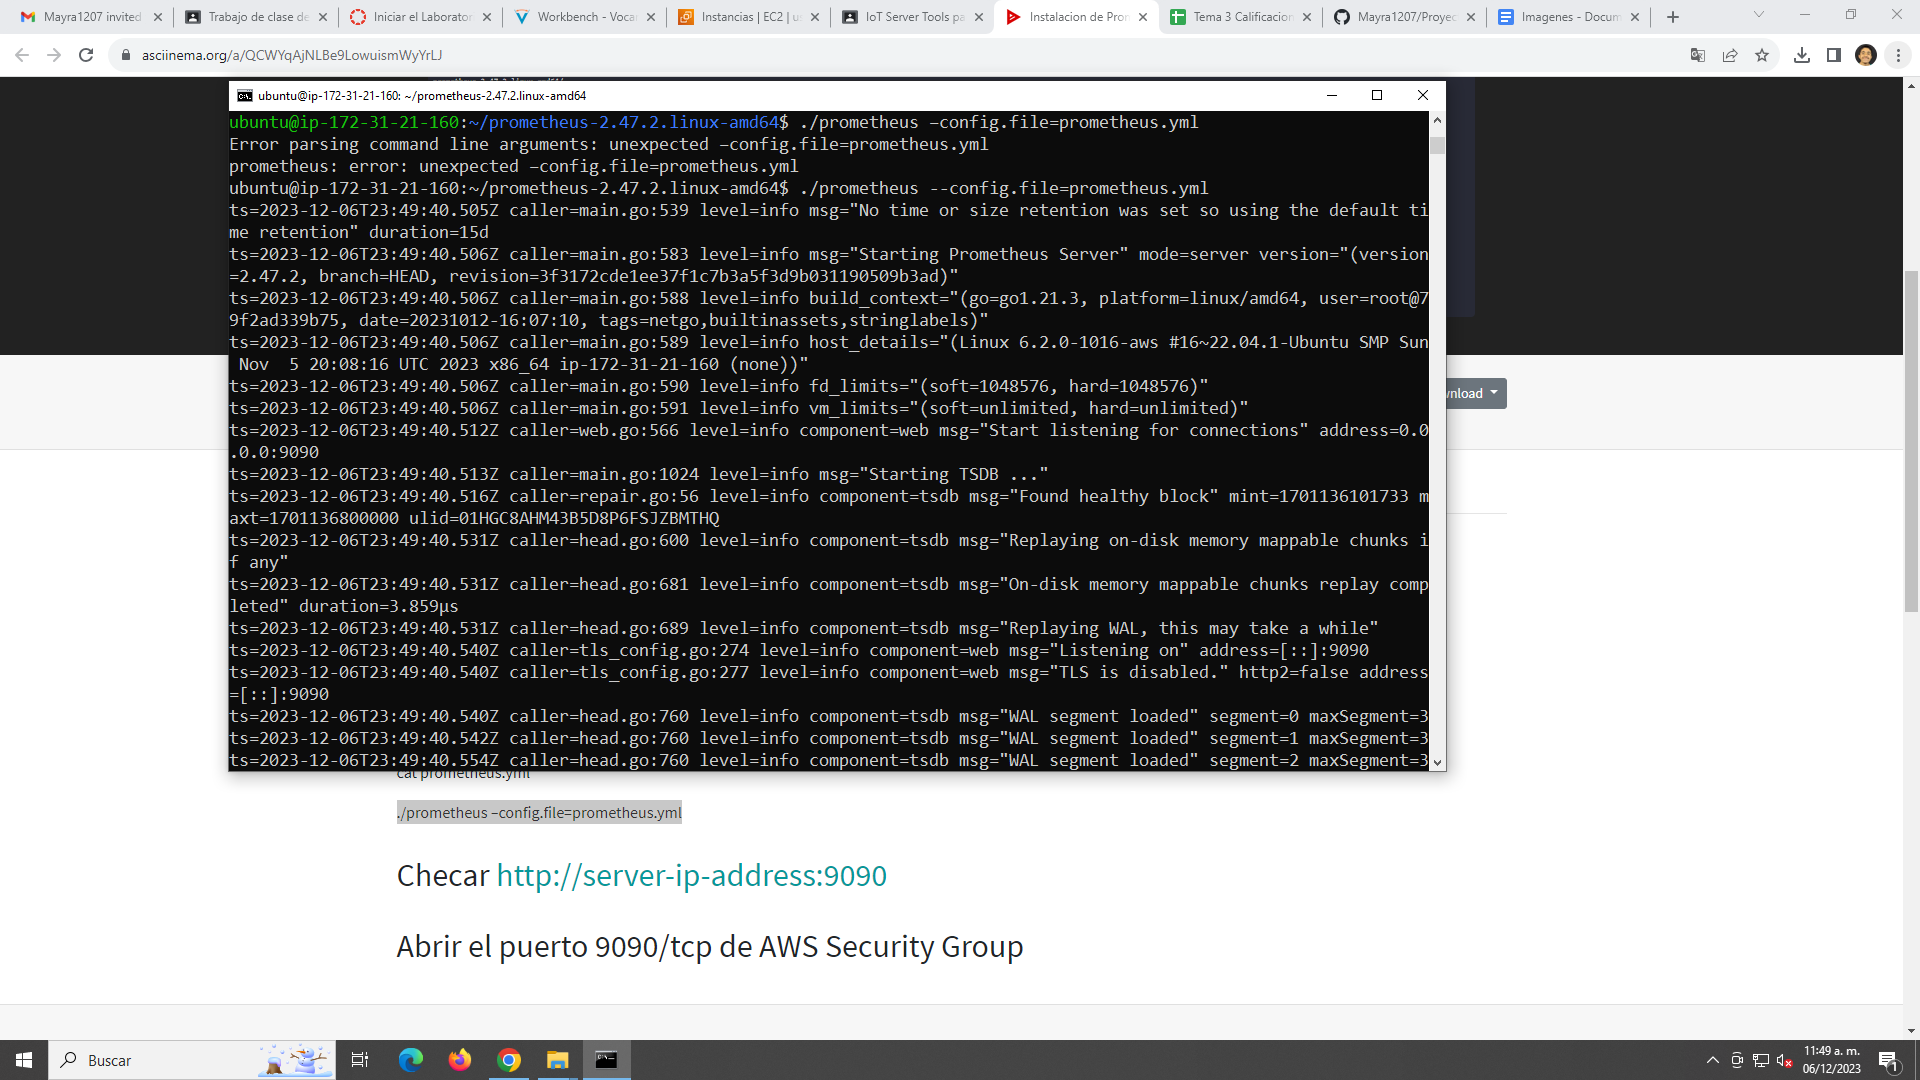 Mayra1207 invited
Trabajo de clase de
Iniciar el Laborator
Workbench - Vocar
Instancias | EC2 | us
IoT Server Tools pa
Instalacion de Prom
Tema 3 Calificacion
Mayra1207/Proyec
Imagenes - Docum
asciinema.org/a/QCWYqAjNLBe9LowuismWyYrLJ
ubuntu@ip-172-31-21-160: ~/prometheus-2.47.2.linux-amd64
ubuntu@ip-172-31-21-160:~/prometheus-2.47.2.linux-amd64$ ./prometheus –config.file=prometheus.yml
Error parsing command line arguments: unexpected –config.file=prometheus.yml
prometheus: error: unexpected –config.file=prometheus.yml
ubuntu@ip-172-31-21-160:~/prometheus-2.47.2.linux-amd64$ ./prometheus --config.file=prometheus.yml
ts=2023-12-06T23:49:40.505Z caller=main.go:539 level=info msg="No time or size retention was set so using the default ti
me retention" duration=15d
ts=2023-12-06T23:49:40.506Z caller=main.go:583 level=info msg="Starting Prometheus Server" mode=server version="(version
=2.47.2, branch=HEAD, revision=3f3172cde1ee37f1c7b3a5f3d9b031190509b3ad)"
ts=2023-12-06T23:49:40.506Z caller=main.go:588 level=info build_context="(go=go1.21.3, platform=linux/amd64, user=root@7
9f2ad339b75, date=20231012-16:07:10, tags=netgo,builtinassets,stringlabels)"
ts=2023-12-06T23:49:40.506Z caller=main.go:589 level=info host_details="(Linux 6.2.0-1016-aws #16~22.04.1-Ubuntu SMP Sun
Nov  5 20:08:16 UTC 2023 x86_64 ip-172-31-21-160 (none))"
ts=2023-12-06T23:49:40.506Z caller=main.go:590 level=info fd_limits="(soft=1048576, hard=1048576)"
ts=2023-12-06T23:49:40.506Z caller=main.go:591 level=info vm_limits="(soft=unlimited, hard=unlimited)"
ts=2023-12-06T23:49:40.512Z caller=web.go:566 level=info component=web msg="Start listening for connections" address=0.0
.0.0:9090
ts=2023-12-06T23:49:40.513Z caller=main.go:1024 level=info msg="Starting TSDB ..."
ts=2023-12-06T23:49:40.516Z caller=repair.go:56 level=info component=tsdb msg="Found healthy block" mint=1701136101733 m
axt=1701136800000 ulid=01HGC8AHM43B5D8P6FSJZBMTHQ
ts=2023-12-06T23:49:40.531Z caller=head.go:600 level=info component=tsdb msg="Replaying on-disk memory mappable chunks i
f any"
ts=2023-12-06T23:49:40.531Z caller=head.go:681 level=info component=tsdb msg="On-disk memory mappable chunks replay comp
leted" duration=3.859µs
ts=2023-12-06T23:49:40.531Z caller=head.go:689 level=info component=tsdb msg="Replaying WAL, this may take a while"
ts=2023-12-06T23:49:40.540Z caller=tls_config.go:274 level=info component=web msg="Listening on" address=[::]:9090
ts=2023-12-06T23:49:40.540Z caller=tls_config.go:277 level=info component=web msg="TLS is disabled." http2=false address
=[::]:9090
ts=2023-12-06T23:49:40.540Z caller=head.go:760 level=info component=tsdb msg="WAL segment loaded" segment=0 maxSegment=3
ts=2023-12-06T23:49:40.542Z caller=head.go:760 level=info component=tsdb msg="WAL segment loaded" segment=1 maxSegment=3
ts=2023-12-06T23:49:40.554Z caller=head.go:760 level=info component=tsdb msg="WAL segment loaded" segment=2 maxSegment=3
wnload
cat prometheus.yml
./prometheus –config.file=prometheus.yml
Checar http://server-ip-address:9090
Abrir el puerto 9090/tcp de AWS Security Group
Buscar
11:49 a. m.
06/12/2023
1